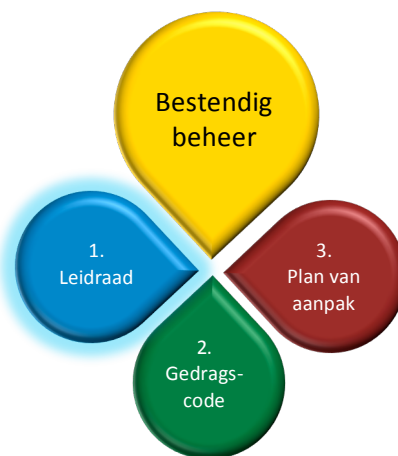 Bestendig
beheer
1.
Leidraad
3.
Plan van
aanpak
2.
Gedrags-
code